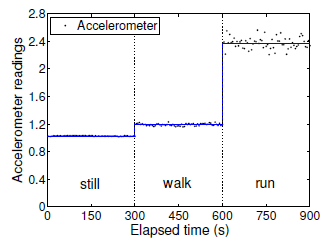 2.8
2.4
2
1.6
1.2
0.8
0.4
0
Accelerometer
Accelerometer readings
still walk run
0 150 300 450 600 750 900
Elapsed time (s)